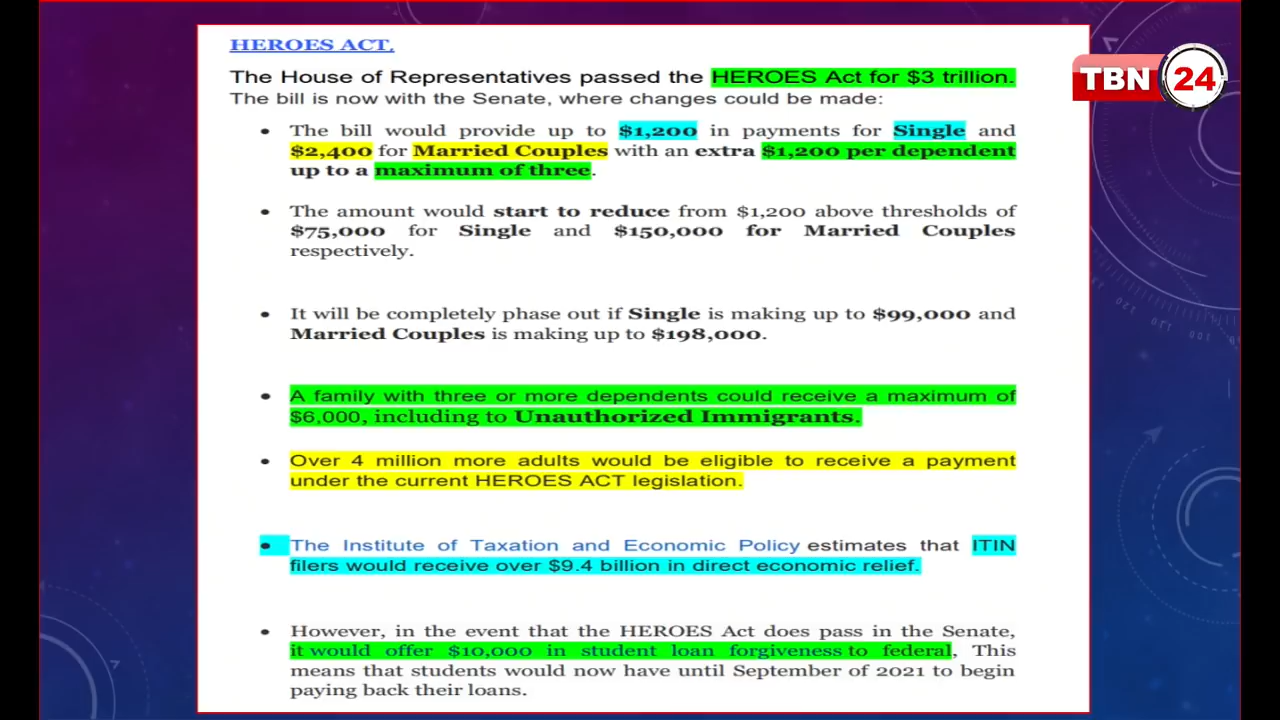 HEROES ACT,
The House of Representatives passed the HEROES Act for $3 trillion.
The bill is now with the Senate, where changes could be made:
• The bill would provide up to $1,200 in payments for Single and
$2,400 for Married Couples with an extra $1,200 per dependent
up to a maximum of three.
• The amount would start to reduce from $1,200 above thresholds of
$75,000 for Single and $150,000 for Married Couples
respectively.
• It will be completely phase out if Single is making up to $99,000 and
Married Couples is making up to $198,000.
• A family with three or more dependents could receive a maximum of
$6,000, including to Unauthorized Immigrants.
• Over 4 million more adults would be eligible to receive a payment
under the current HEROES ACT legislation.
• The Institute of Taxation and Economic Policy estimates that ITIN
filers would receive over $9.4 billion in direct economic relief.
• However, in the event that the HEROES Act does pass in the Senate,
it would offer $10,000 in student loan forgiveness to federal, This
means that students would now have until September of 2021 to begin
paying back their loans.
TBN 24